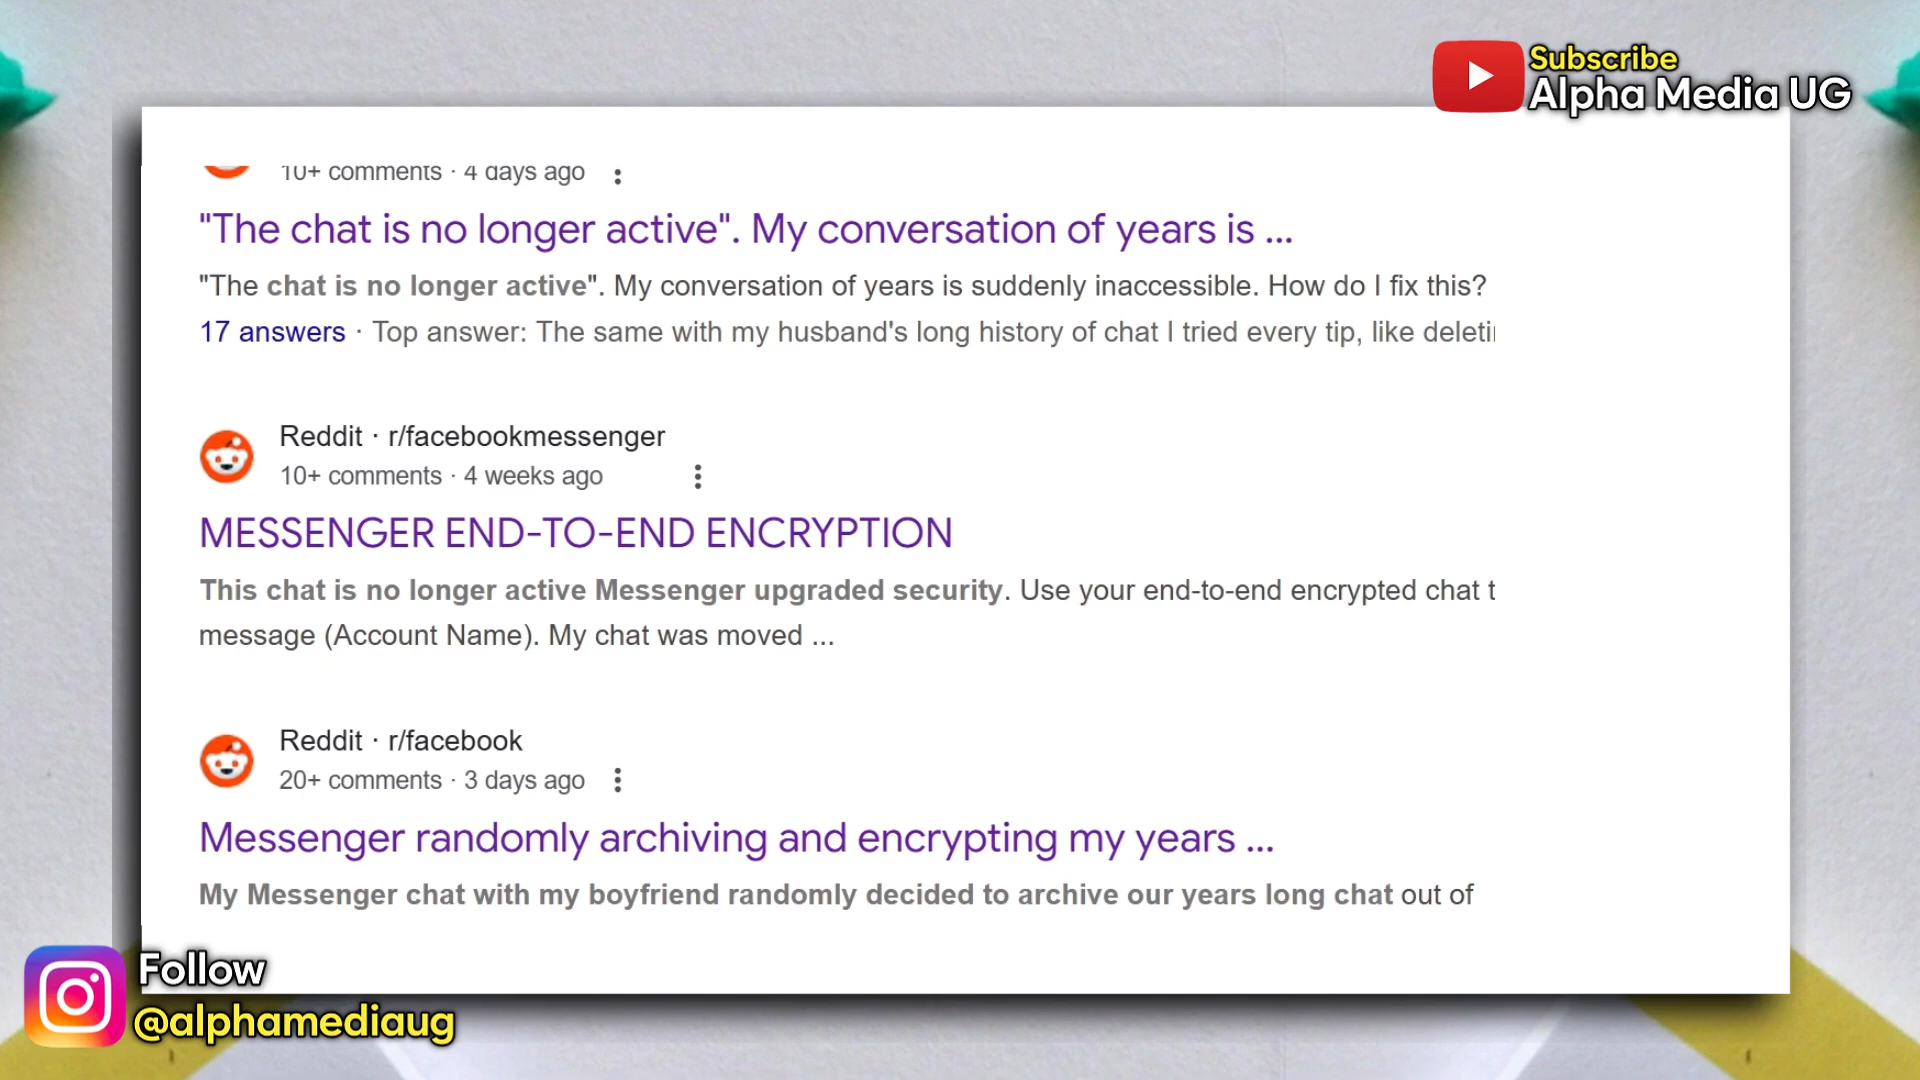 Subscribe
Alpha Media UG
10+ comments · 4 days ago
"The chat is no longer active". My conversation of years is ...
"The chat is no longer active". My conversation of years is suddenly inaccessible. How do I fix this?
17 answers · Top answer: The same with my husband's long history of chat I tried every tip, like
Reddit · r/facebookmessenger
10+ comments · 4 weeks ago
MESSENGER END-TO-END ENCRYPTION
This chat is no longer active Messenger upgraded security. Use your end-to-end encrypted chat t
message (Account Name). My chat was moved ...
Reddit · r/facebook
20+ comments · 3 days ago
Messenger randomly archiving and encrypting my years ...
My Messenger chat with my boyfriend randomly decided to archive our years long chat out of
Follow
@alphamediaug